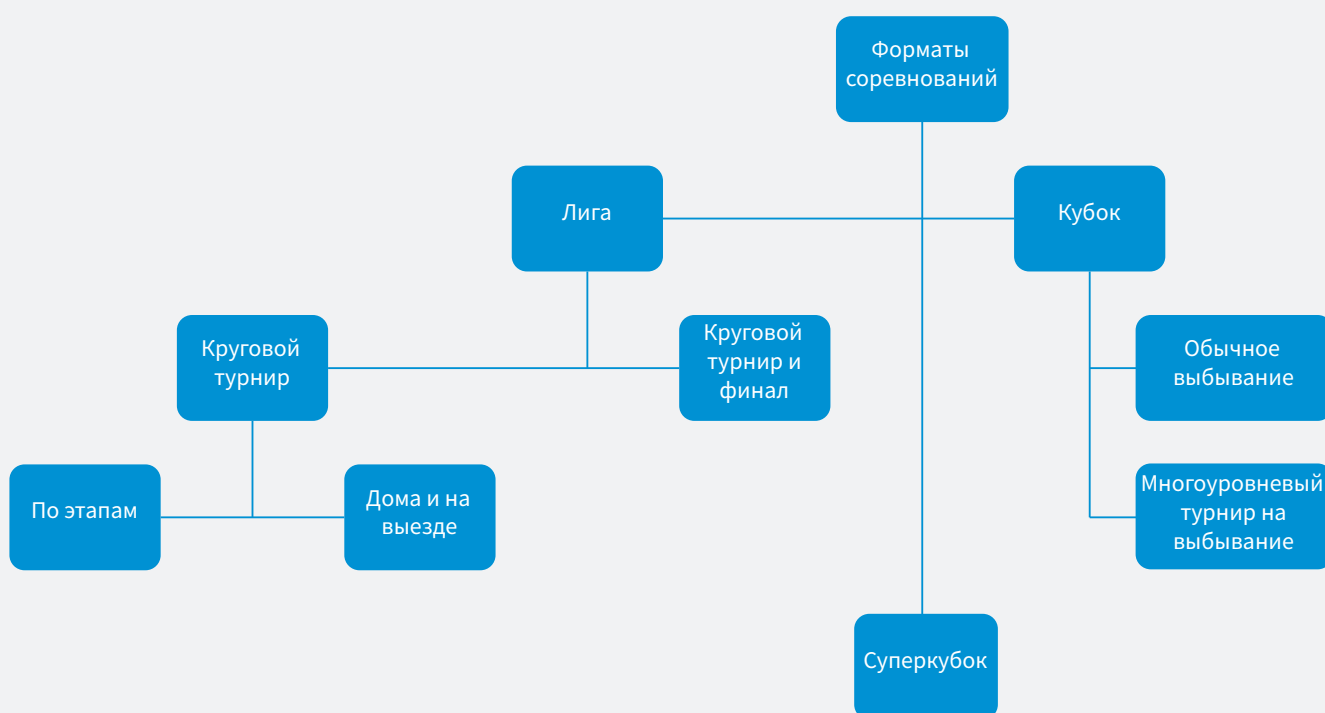 Форматы
соревнований
Лига
Кубок
Круговой
турнир
Круговой
турнир и
финал
Обычное
выбывание
По этапам
Дома и на
выезде
Многоуровневый
турнир на
выбывание
Суперкубок